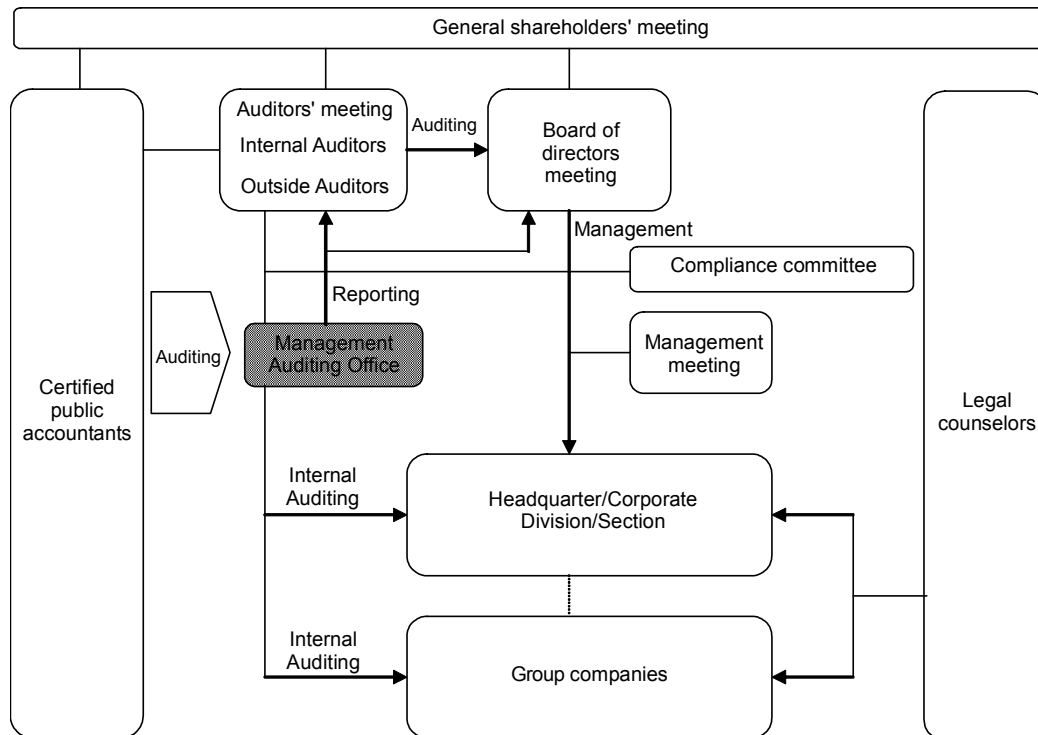 General shareholders' meeting
Auditors' meeting
Internal Auditors
Outside Auditors
Auditing
Board of
directors
meeting
Management
Compliance committee
Reporting
Management
Auditing Office
Auditing
Management
meeting
Certified
public
accountants
Legal
counselors
Internal
Auditing
Headquarter/Corporate
Division/Section
Internal
Auditing
Group companies